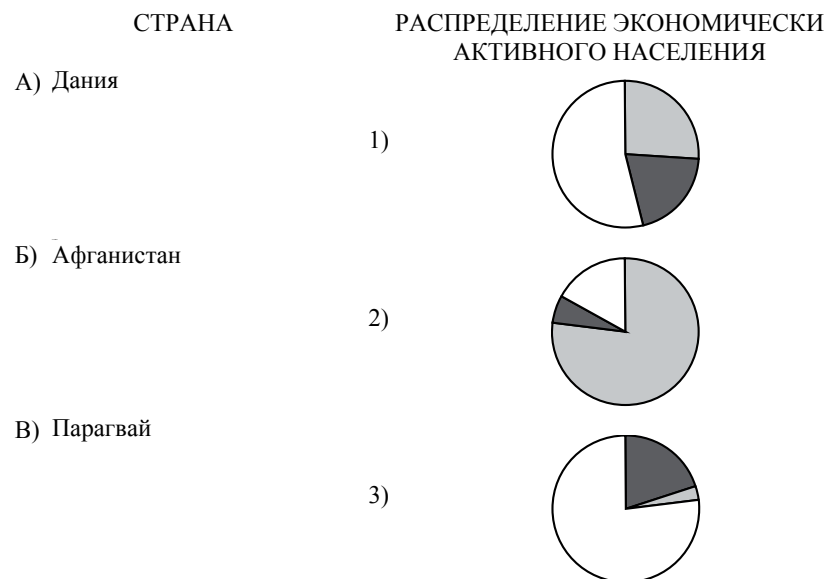 СТРАНА
РАСПРЕДЕЛЕНИЕ ЭКОНОМИЧЕСКИ
АКТИВНОГО НАСЕЛЕНИЯ
А) Дания
1)
Б) Афганистан
2)
В) Парагвай
3)